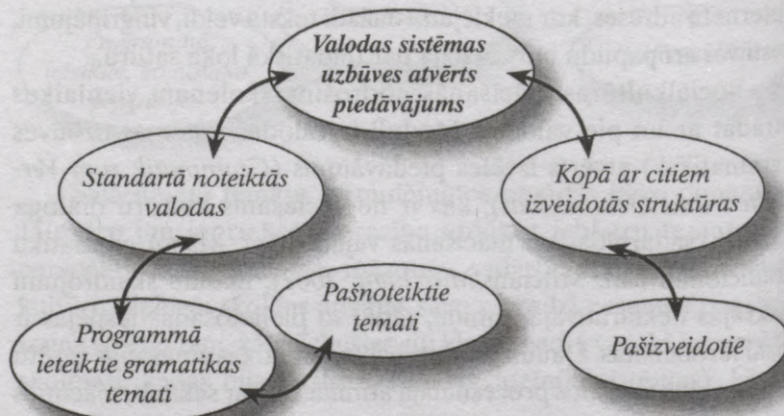 Valodas sistēmas
uzbūves atvērts
piedāvājums
Standartā noteiktās
valodas
Kopā ar citiem
izveidotās struktūras
Pašnoteiktie
temati
Programmā
ieteiktie gramatikas
temati
Pašizveidotie